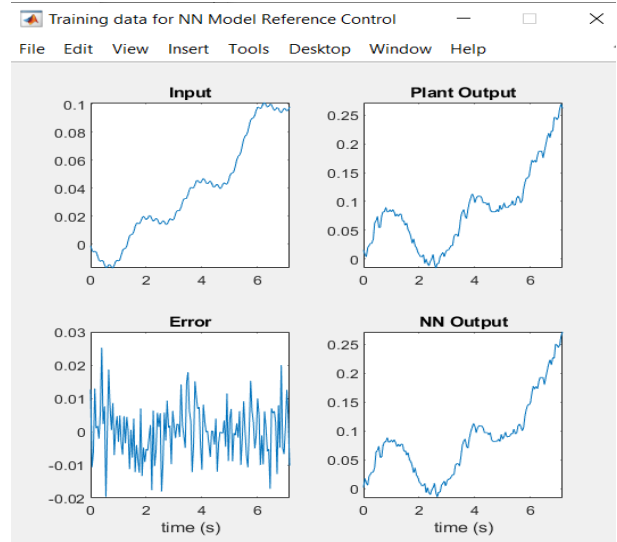 Training data for NN Model Reference Control
File Edit View Insert Tools Desktop Window Help
Input
0.1
0.08
0.06
0.04
0.02
0
0 2 4 6
Plant Output
0.25
0.2
0.15
0.1
0.05
0
0 2 4 6
Error
0.03
0.02
0.01
0
-0.01
-0.02
0 2 4 6
time (s)
NN Output
0.25
0.2
0.15
0.1
0.05
0
0 2 4 6
time (s)